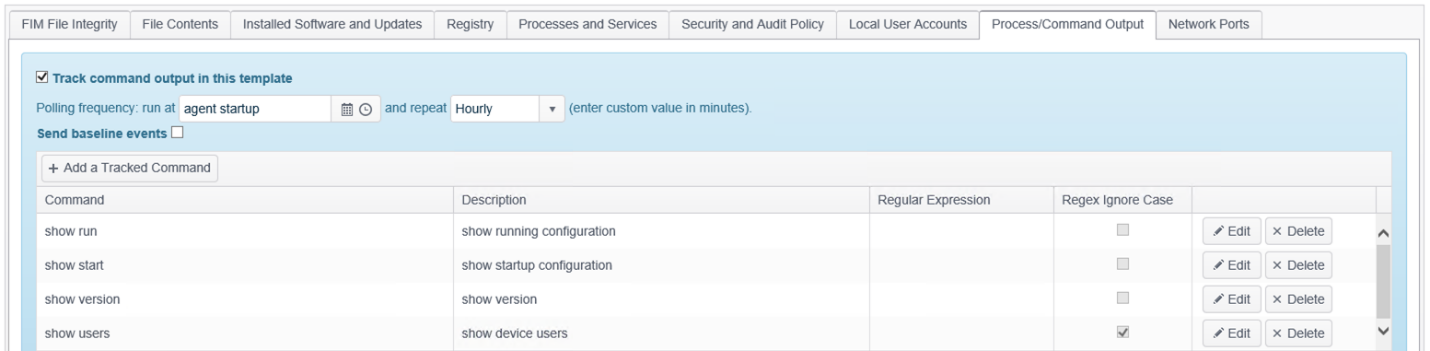 FIM File Integrity File Contents Installed Software and Updates Registry Processes and Services Security and Audit Policy Local User Accounts Process/Command Output Network Ports
Track command output in this template
Polling frequency: run at agent startup and repeat Hourly (enter custom value in minutes).
Send baseline events
+ Add a Tracked Command
Command Description Regular Expression Regex Ignore Case
show run show running configuration Edit × Delete
show start show startup configuration Edit × Delete
show version show version Edit × Delete
show users show device users Edit × Delete